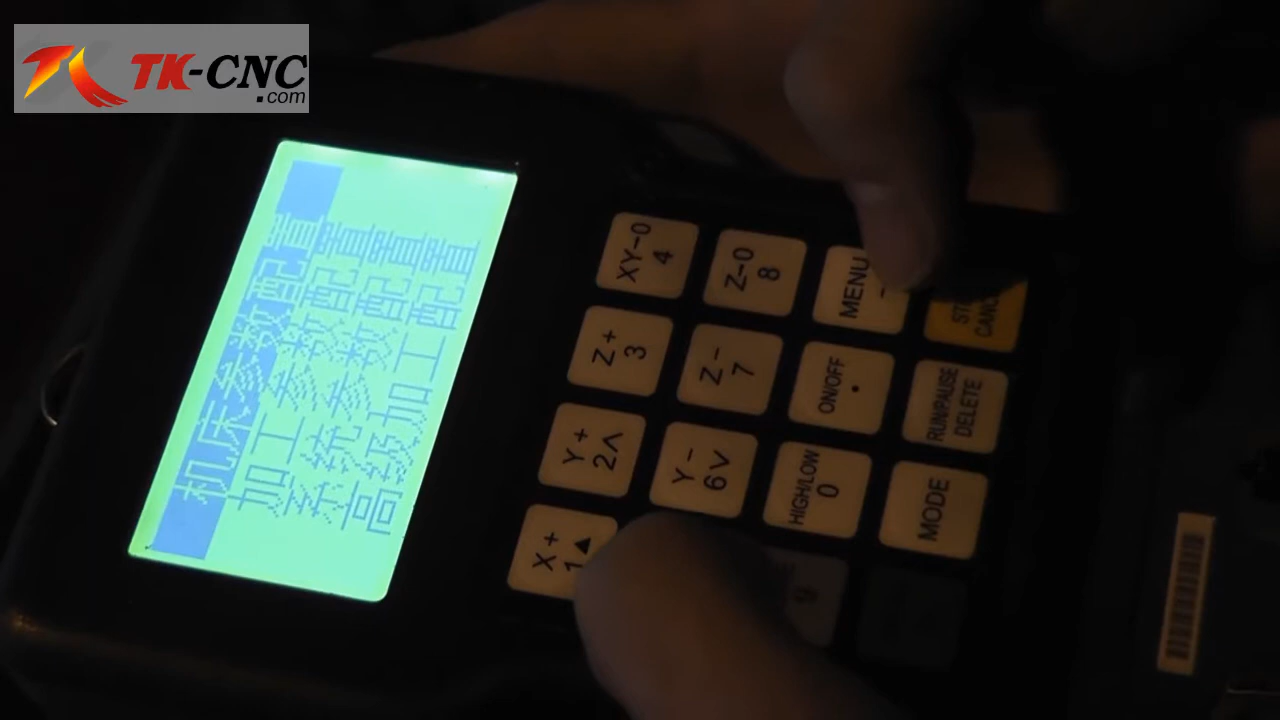 TK-CNC
.com
机床参数配置
加工参数配置
系统参数配置
高级加工配置
X+
1▲
Y+
2∧
Z+
3
XY-0
4
Y-
6∨
Z-
7
Z-0
8
9
HIGH/LOW
0
ON/OFF
•
MENU
MODE
RUN/PAUSE
DELETE